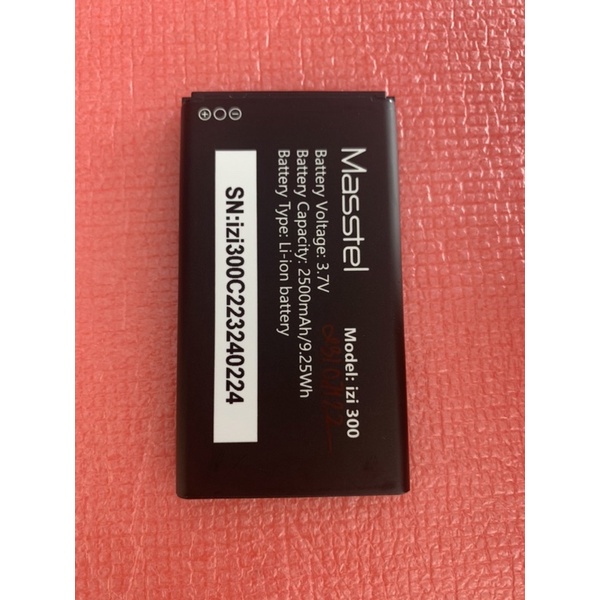 Masstel
Model: izi 300
Battery Voltage: 3.7V
Battery Capacity: 2500mAh/9.25Wh
Battery Type: Li-ion battery
SN:izi300C223240224